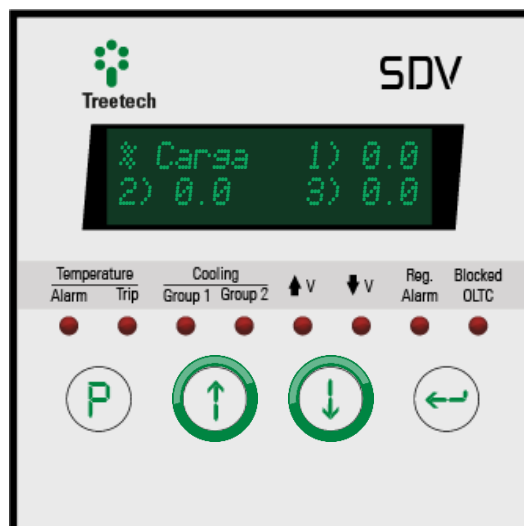 Treetech
SDV
% Carga 1) 0.0
2) 0.0 3) 0.0
Temperature
Alarm Trip
Cooling
Group 1 Group 2
V
V
Reg.
Alarm
Blocked
OLTC
P